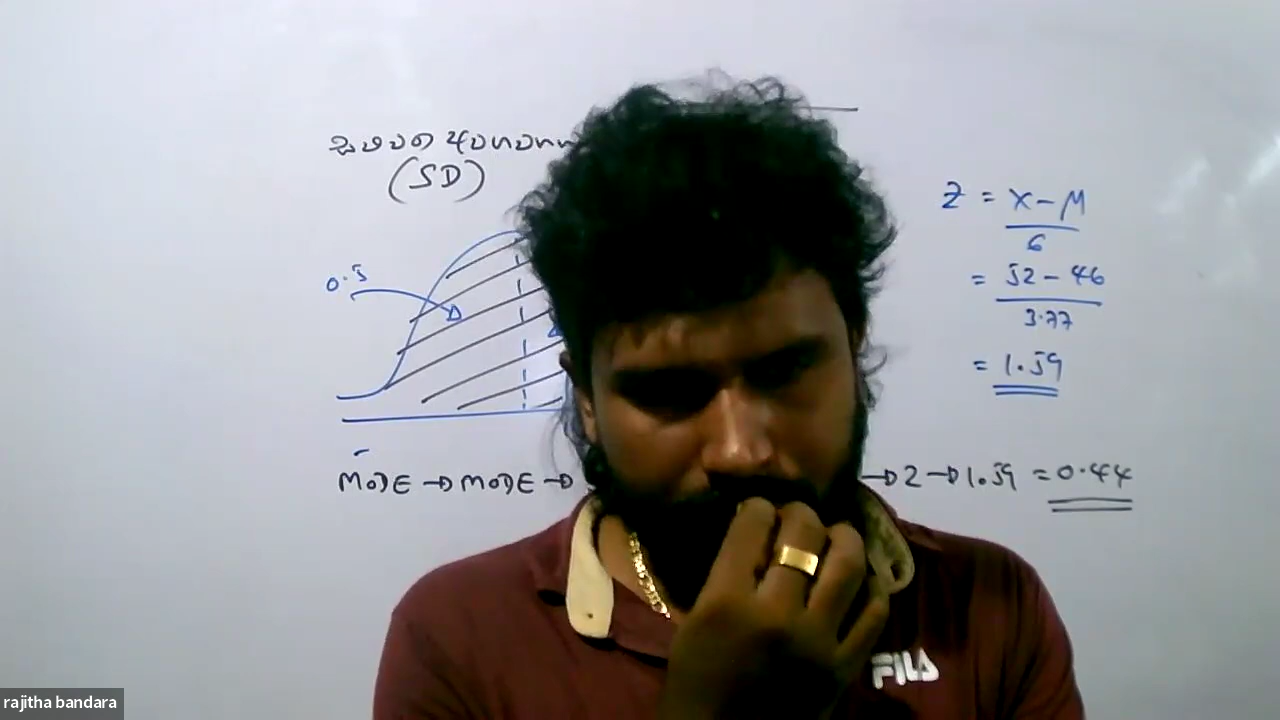 (SD)
Z = X - μ
6
= 52 - 46
3.77
= 1.59
0.5
MODE → MODE →
→ 2 → 1.59 = 0.44
FILA
rajitha bandara